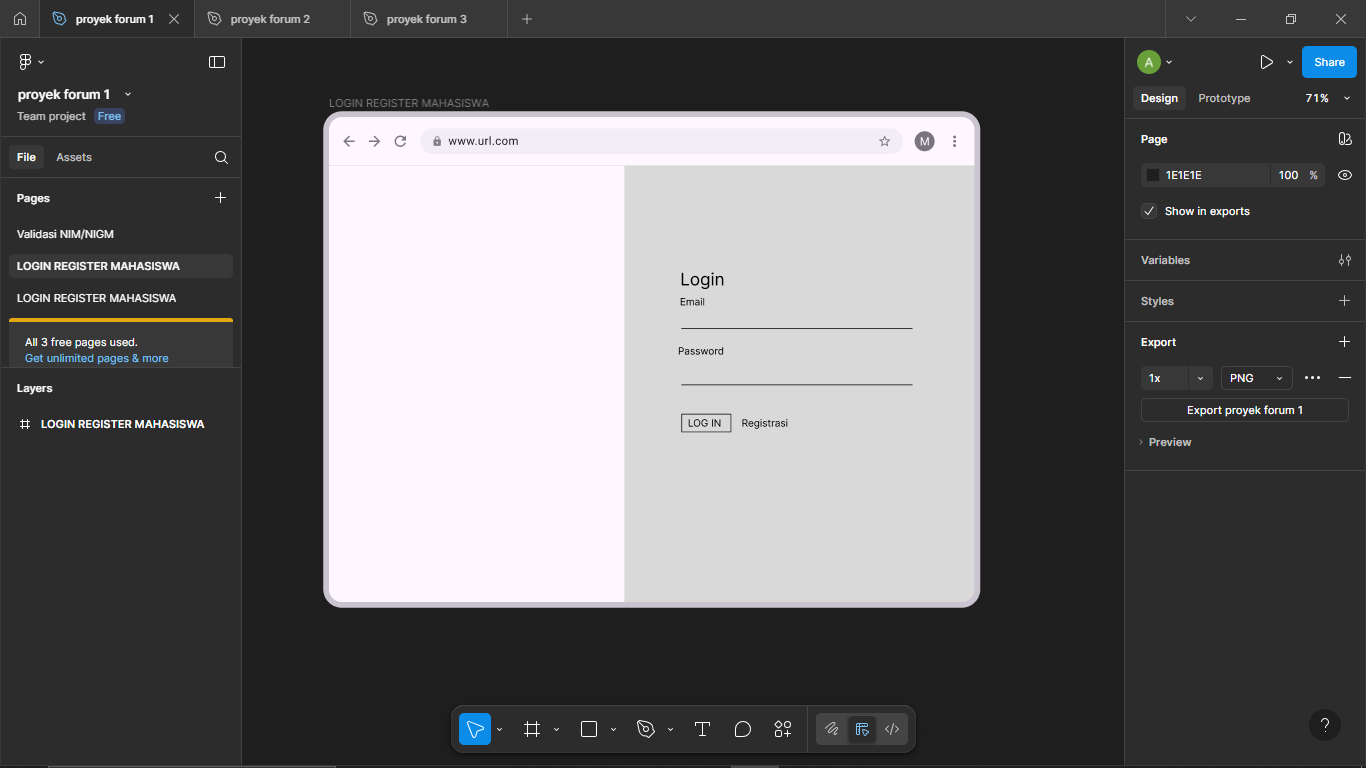 proyek forum 1
proyek forum 2
proyek forum 3
proyek forum 1
Team project Free
File Assets
Pages
Validasi NIM/NIGM
LOGIN REGISTER MAHASISWA
LOGIN REGISTER MAHASISWA
All 3 free pages used.
Get unlimited pages & more
Layers
LOGIN REGISTER MAHASISWA
LOGIN REGISTER MAHASISWA
www.url.com
M
Login
Email
Password
LOG IN Registrasi
A
Share
Design Prototype 71%
Page
1E1E1E 100 %
Show in exports
Variables
Styles
Export
1x PNG
Export proyek forum 1
Preview
?